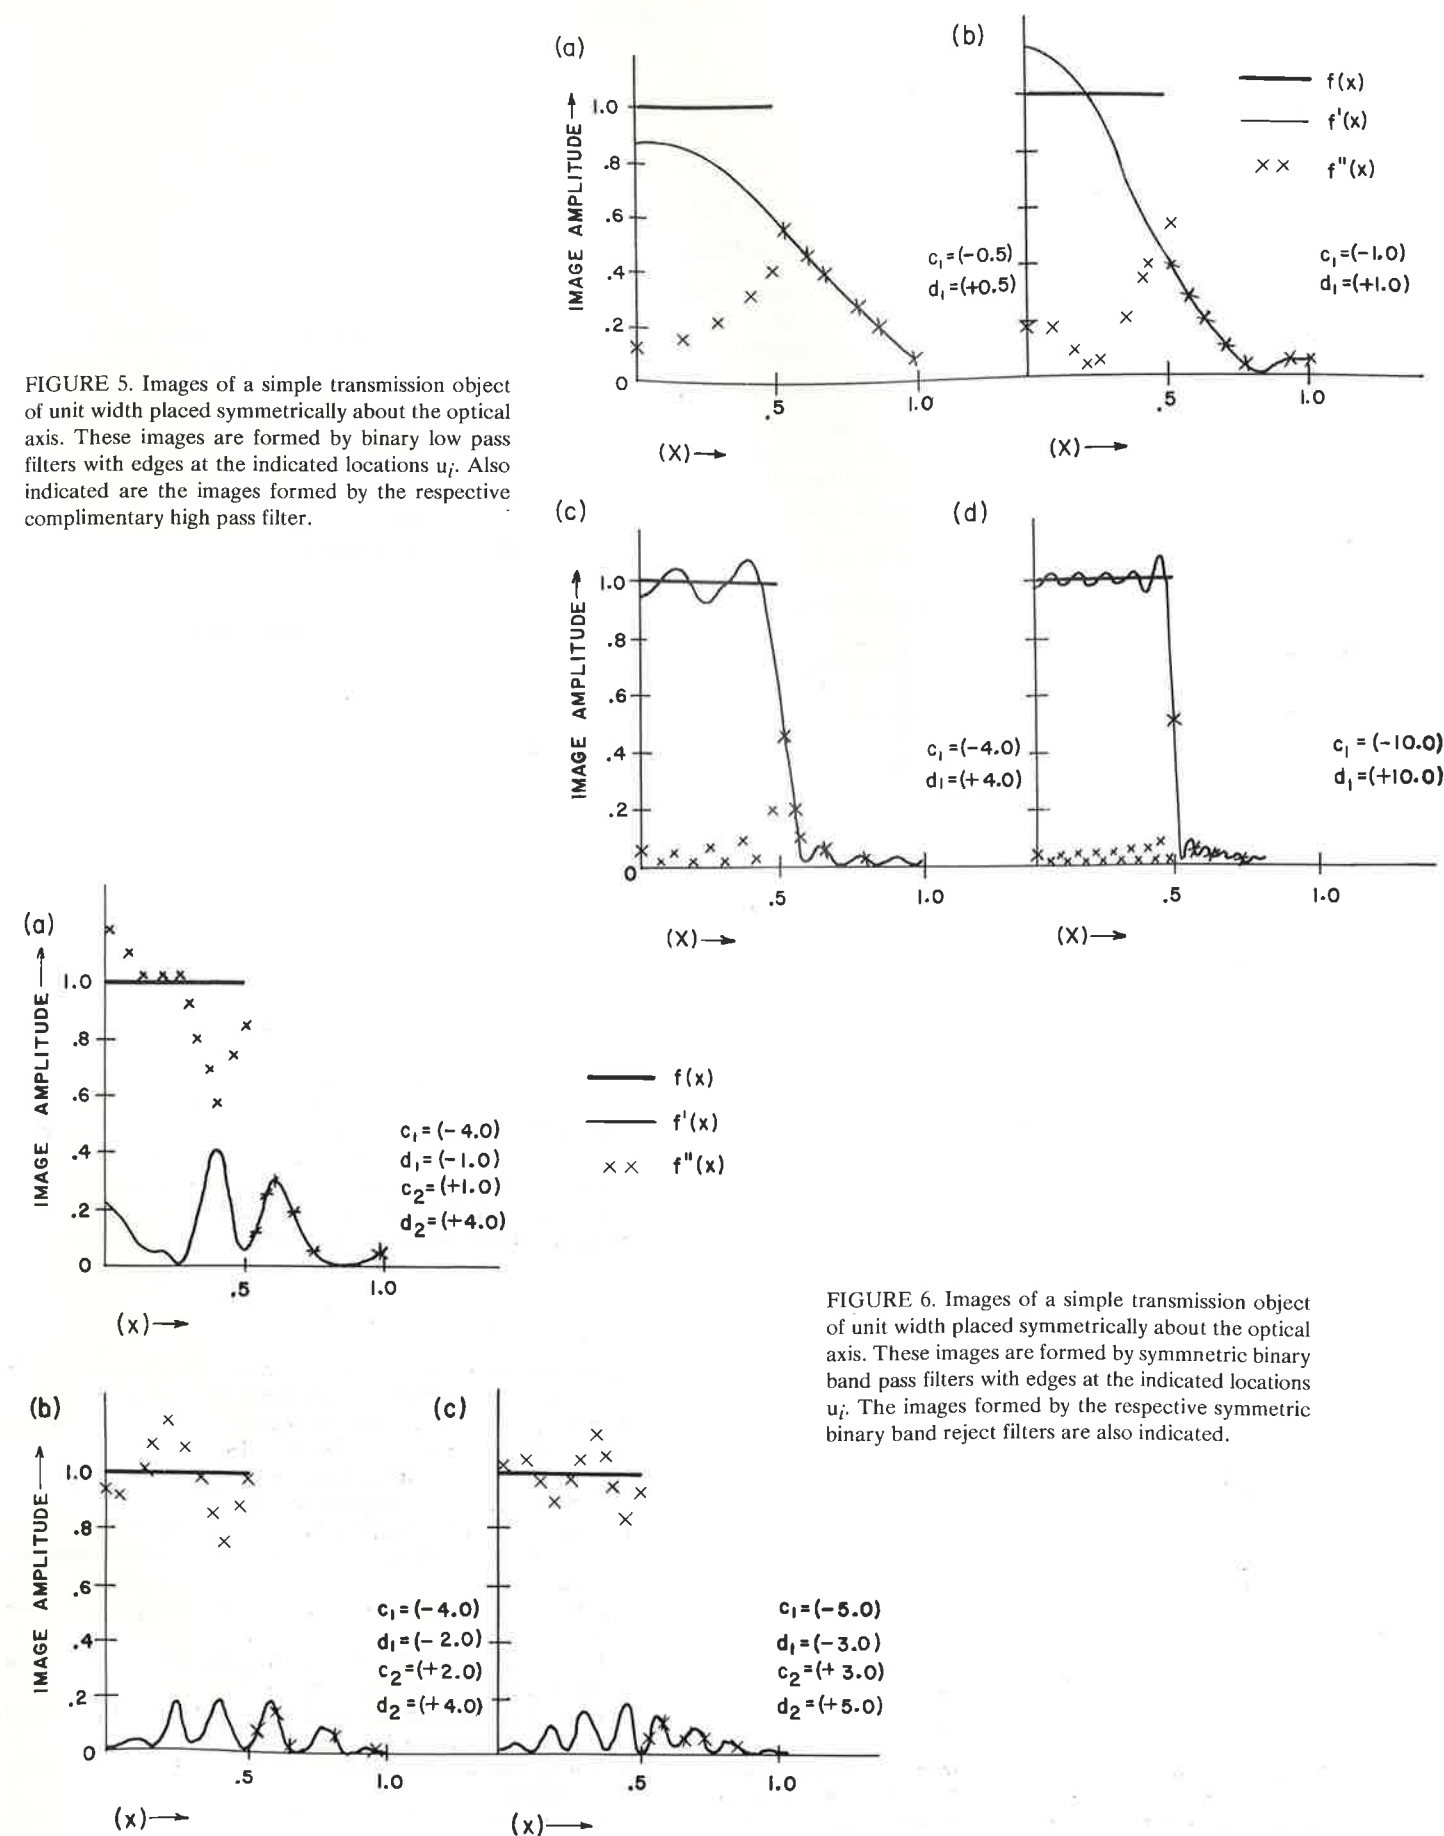 (a)
IMAGE AMPLITUDE
1.0
.8
.6
.4
.2
0
.5
1.0
(X)
c₁=(-0.5)
d₁=(+0.5)
(b)
f(x)
f'(x)
×× f"(x)
c₁=(-1.0)
d₁=(+1.0)
.5
1.0
(X)
FIGURE 5. Images of a simple transmission object
of unit width placed symmetrically about the optical
axis. These images are formed by binary low pass
filters with edges at the indicated locations uᵢ. Also
indicated are the images formed by the respective
complimentary high pass filter.
(c)
IMAGE AMPLITUDE
1.0
.8
.6
.4
.2
0
.5
1.0
(X)
c₁=(-4.0)
d₁=(+4.0)
(d)
c₁ = (-10.0)
d₁=(+10.0)
.5
1.0
(X)
(a)
IMAGE AMPLITUDE
1.0
.8
.6
.4
.2
0
.5
1.0
(x)
c₁=(-4.0)
d₁=(-1.0)
c₂=(+1.0)
d₂=(+4.0)
f(x)
f'(x)
×× f"(x)
FIGURE 6. Images of a simple transmission object
of unit width placed symmetrically about the optical
axis. These images are formed by symmnetric binary
band pass filters with edges at the indicated locations
uᵢ. The images formed by the respective symmetric
binary band reject filters are also indicated.
(b)
IMAGE AMPLITUDE
1.0
.8
.6
.4
.2
0
.5
1.0
(x)
c₁=(-4.0)
d₁=(-2.0)
c₂=(+2.0)
d₂=(+4.0)
(c)
c₁=(-5.0)
d₁=(-3.0)
c₂=(+3.0)
d₂=(+5.0)
.5
1.0
(x)